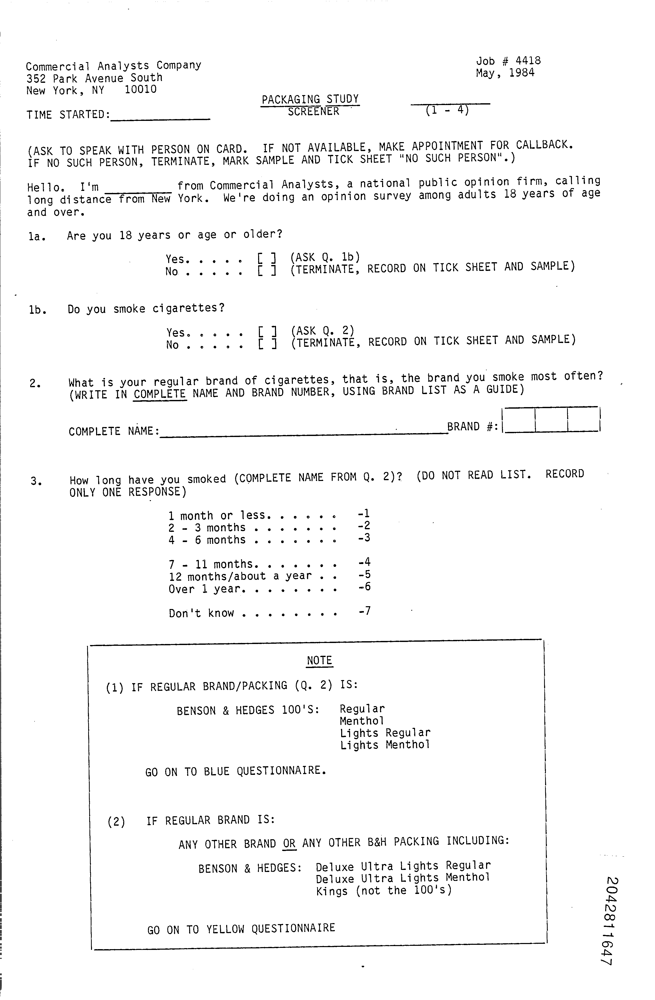 Commercial Analysts Company
352 Park Avenue South
New York, NY 10010
Job # 4418
May, 1984
PACKAGING STUDY
SCREENER
(1 - 4)
TIME STARTED:
(ASK TO SPEAK WITH PERSON ON CARD. IF NOT AVAILABLE, MAKE APPOINTMENT FOR CALLBACK.
IF NO SUCH PERSON, TERMINATE, MARK SAMPLE AND TICK SHEET "NO SUCH PERSON".)
Hello. I'm _________ from Commercial Analysts, a national public opinion firm, calling
long distance from New York. We're doing an opinion survey among adults 18 years of age
and over.
1a. Are you 18 years or age or older?
Yes. . . . . [ ] (ASK Q. 1b)
No . . . . . [ ] (TERMINATE, RECORD ON TICK SHEET AND SAMPLE)
1b. Do you smoke cigarettes?
Yes. . . . . [ ] (ASK Q. 2)
No . . . . . [ ] (TERMINATE, RECORD ON TICK SHEET AND SAMPLE)
2. What is your regular brand of cigarettes, that is, the brand you smoke most often?
(WRITE IN COMPLETE NAME AND BRAND NUMBER, USING BRAND LIST AS A GUIDE)
COMPLETE NAME:_________ BRAND #:
3. How long have you smoked (COMPLETE NAME FROM Q. 2)? (DO NOT READ LIST. RECORD
ONLY ONE RESPONSE)
1 month or less. . . . . . -1
2 - 3 months . . . . . . . -2
4 - 6 months . . . . . . . -3
7 - 11 months. . . . . . . -4
12 months/about a year . . -5
Over 1 year. . . . . . . . -6
Don't know . . . . . . . . -7
NOTE
(1) IF REGULAR BRAND/PACKING (Q. 2) IS:
BENSON & HEDGES 100'S: Regular
Menthol
Lights Regular
Lights Menthol
GO ON TO BLUE QUESTIONNAIRE.
(2) IF REGULAR BRAND IS:
ANY OTHER BRAND OR ANY OTHER B&H PACKING INCLUDING:
BENSON & HEDGES: Deluxe Ultra Lights Regular
Deluxe Ultra Lights Menthol
Kings (not the 100's)
GO ON TO YELLOW QUESTIONNAIRE
2042811647